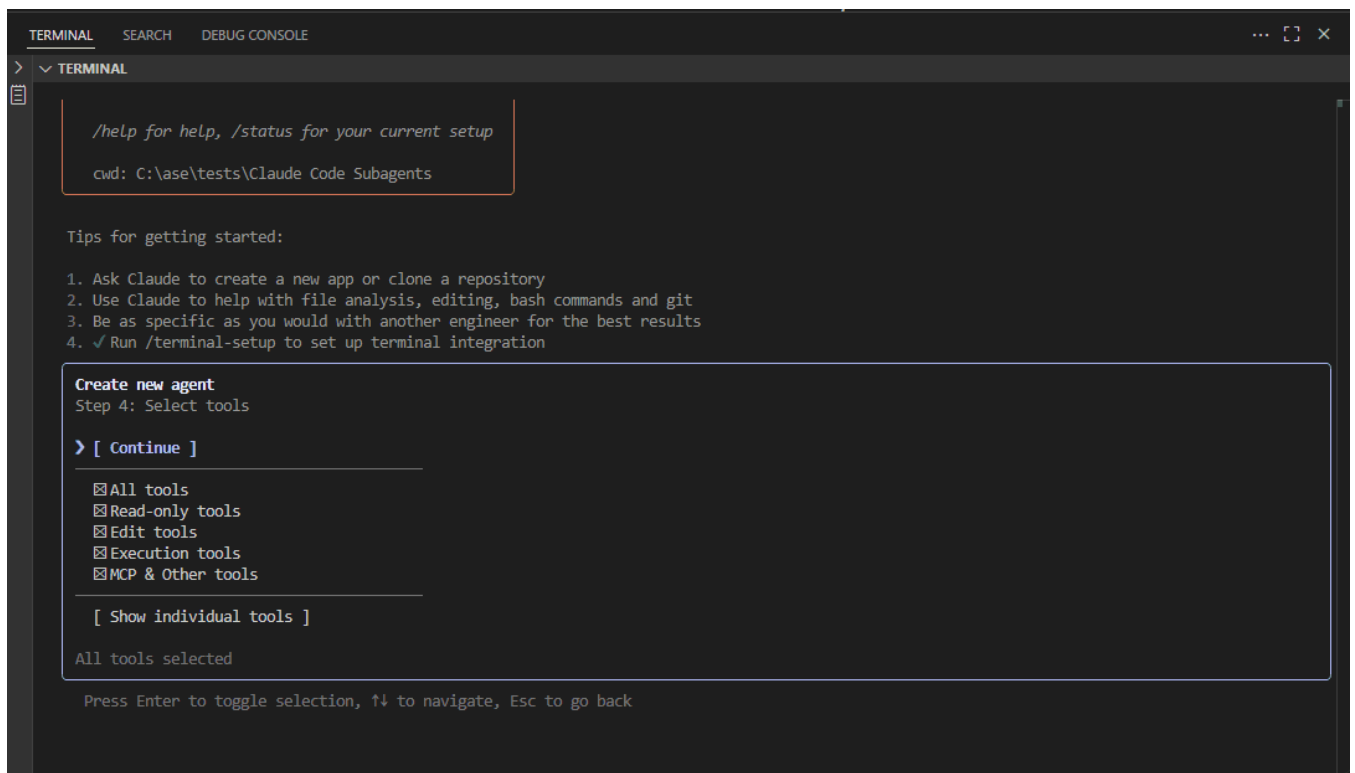 TERMINAL SEARCH DEBUG CONSOLE
TERMINAL
/help for help, /status for your current setup
cwd: C:\ase\tests\Claude Code Subagents
Tips for getting started:
1. Ask Claude to create a new app or clone a repository
2. Use Claude to help with file analysis, editing, bash commands and git
3. Be as specific as you would with another engineer for the best results
4. ✓ Run /terminal-setup to set up terminal integration
Create new agent
Step 4: Select tools
❯ [ Continue ]
☒ All tools
☒ Read-only tools
☒ Edit tools
☒ Execution tools
☒ MCP & Other tools
[ Show individual tools ]
All tools selected
Press Enter to toggle selection, ↑↓ to navigate, Esc to go back